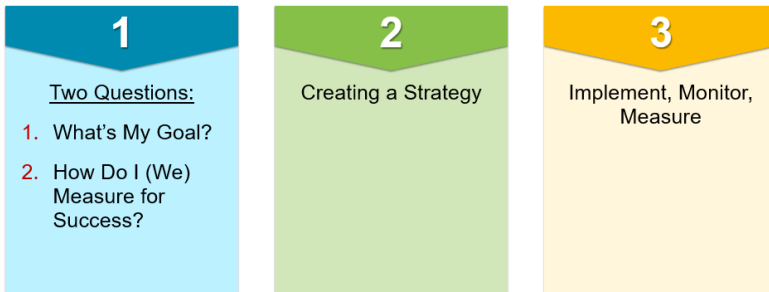 1
Two Questions:
1. What's My Goal?
2. How Do I (We)
Measure for
Success?
2
Creating a Strategy
3
Implement, Monitor,
Measure